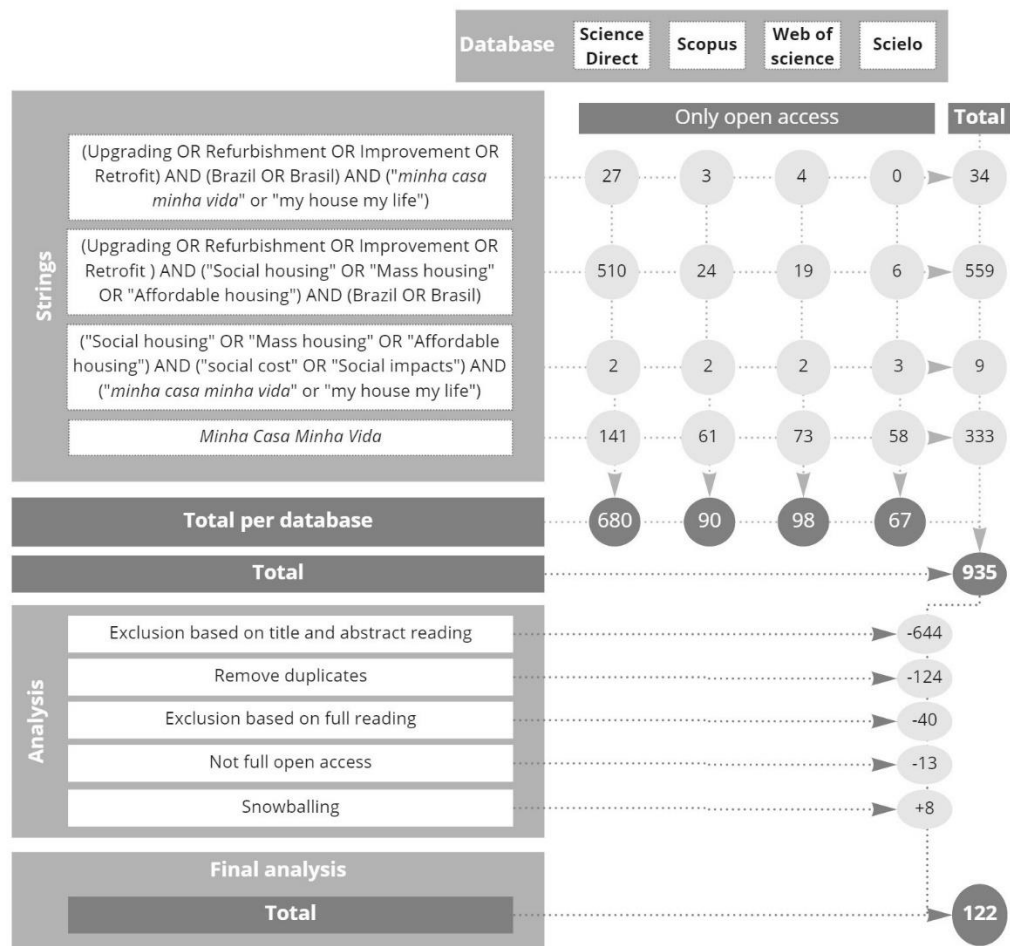 Database
Science
Direct
Scopus
Web of
science
Scielo
Only open access
Total
Strings
(Upgrading OR Refurbishment OR Improvement OR
Retrofit) AND (Brazil OR Brasil) AND ("minha casa
minha vida" or "my house my life")
27 3 4 0 34
(Upgrading OR Refurbishment OR Improvement OR
Retrofit ) AND ("Social housing" OR "Mass housing"
OR "Affordable housing") AND (Brazil OR Brasil)
510 24 19 6 559
("Social housing" OR "Mass housing" OR "Affordable
housing") AND ("social cost" OR "Social impacts") AND
("minha casa minha vida" or "my house my life")
2 2 2 3 9
Minha Casa Minha Vida
141 61 73 58 333
Total per database
680 90 98 67
Total
935
Analysis
Exclusion based on title and abstract reading
-644
Remove duplicates
-124
Exclusion based on full reading
-40
Not full open access
-13
Snowballing
+8
Final analysis
Total
122